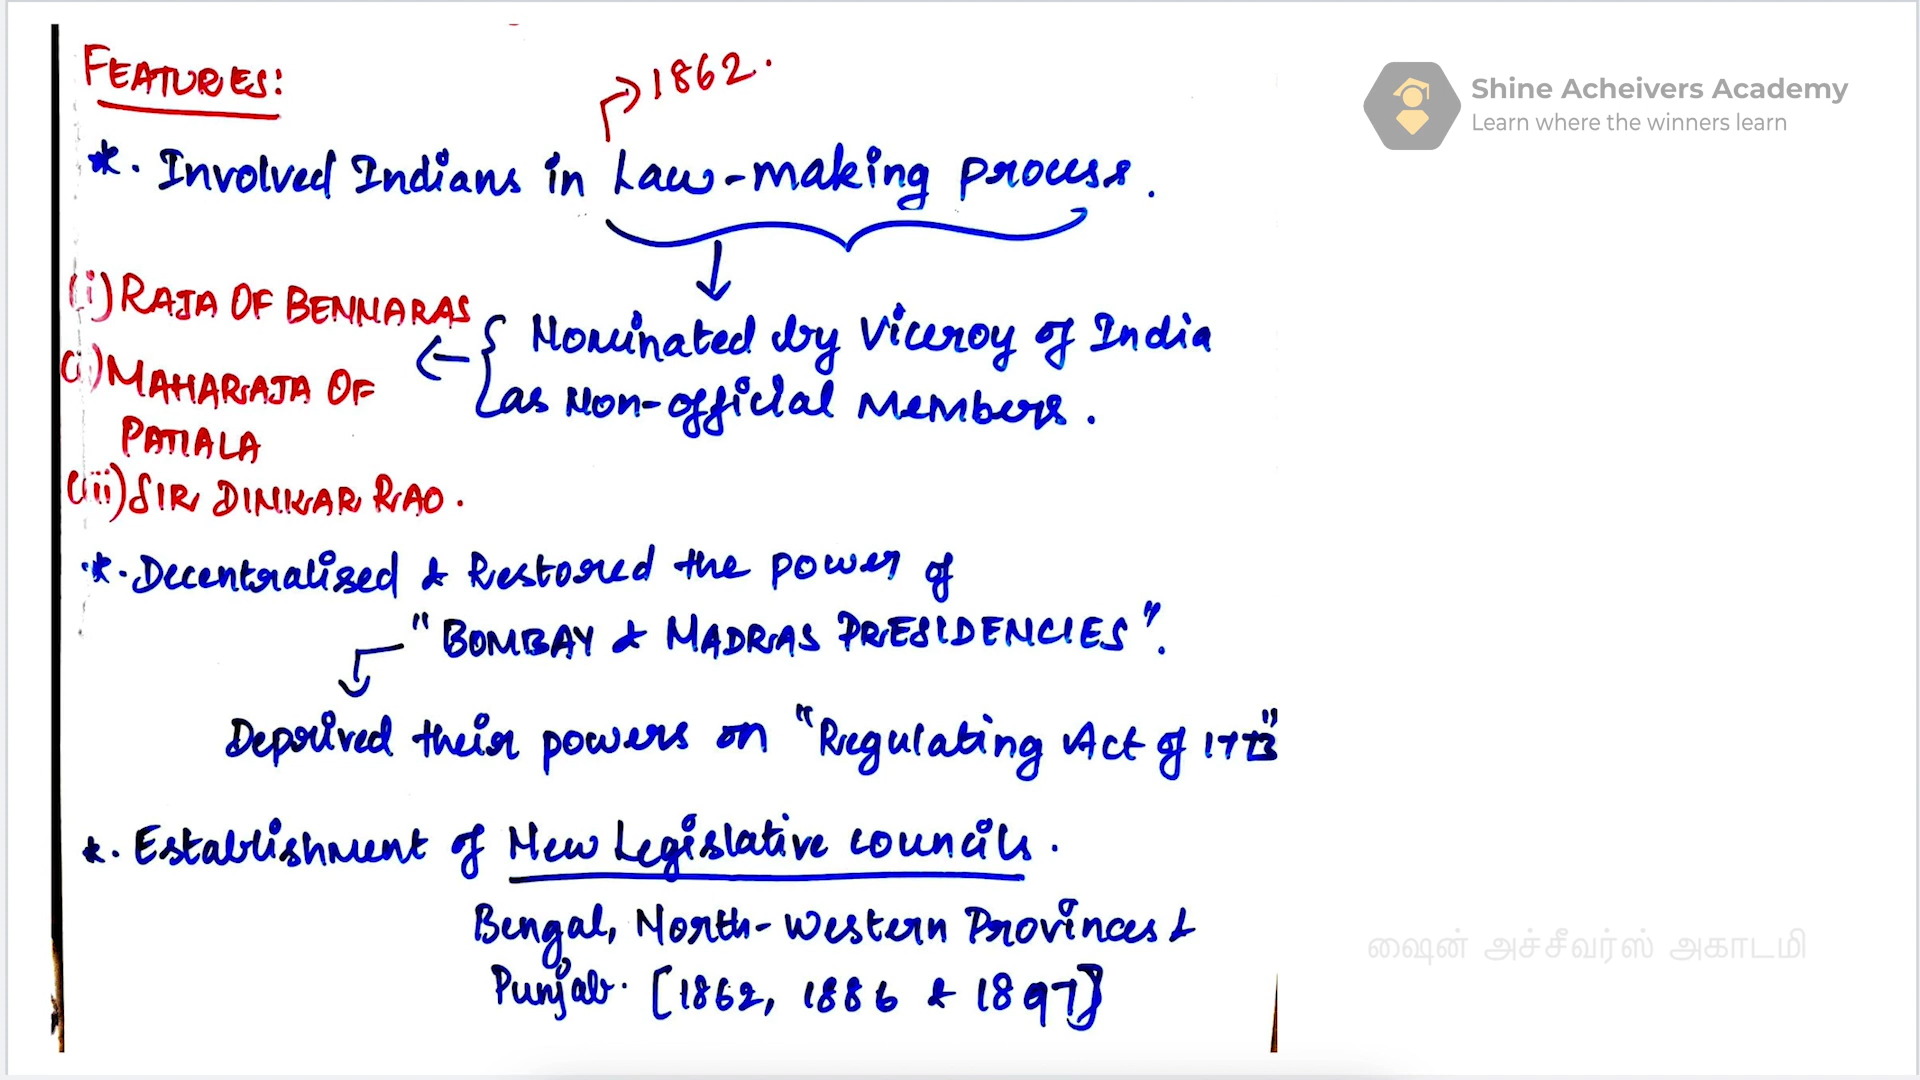 FEATURES:
→ 1862.
*. Involved Indians in Law-making process.
(i) RAJA OF BENNARAS
Nominated by Viceroy of India
(ii) MAHARAJA OF
as Non-official Members.
PATIALA
(iii) SIR DINKAR RAO.
*. Decentralised & Restored the power of
"BOMBAY & MADRAS PRESIDENCIES".
Deprived their powers on "Regulating Act of 1773"
*. Establishment of New Legislative councils.
Bengal, North-Western Provinces &
Punjab. [1862, 1886 & 1897]
Shine Acheivers Academy
Learn where the winners learn
ஷைன் அச்சீவர்ஸ் அகாடமி